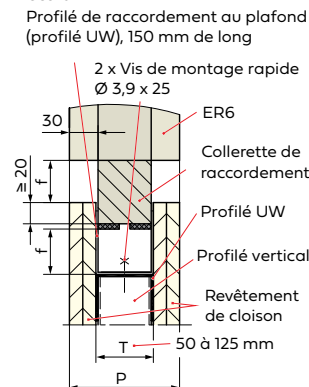 Profilé de raccordement au plafond
(profilé UW), 150 mm de long
2 x Vis de montage rapide
Ø 3,9 x 25
30
ER6
Collerette de
raccordement
f
≥ 20
f
Profilé UW
Profilé vertical
Revêtement
de cloison
T
50 à 125 mm
P